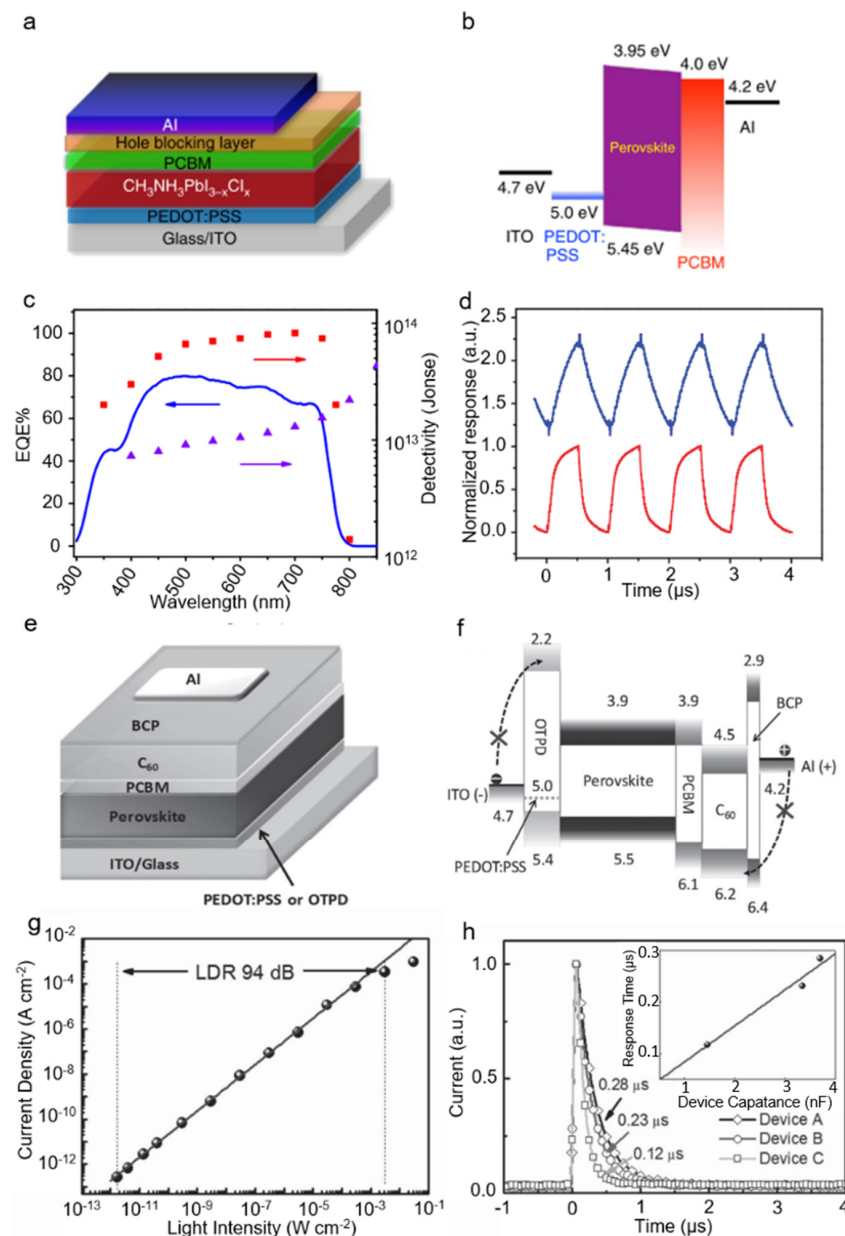 a
Al
Hole blocking layer
PCBM
CH₃NH₃PbI₃₋ₓClₓ
PEDOT:PSS
Glass/ITO
b
3.95 eV
4.0 eV
4.2 eV
Al
Perovskite
4.7 eV
5.0 eV
ITO
PEDOT:
PSS
5.45 eV
PCBM
c
EQE%
100
80
60
40
20
0
300
400
500
600
700
800
Wavelength (nm)
10¹⁴
10¹³
10¹²
Detectivity (Jonse)
d
Normalized response (a.u.)
2.5
2.0
1.5
1.0
0.5
0.0
0
1
2
3
4
Time (µs)
e
Al
BCP
C₆₀
PCBM
Perovskite
ITO/Glass
PEDOT:PSS or OTPD
f
2.2
2.9
3.9
3.9
BCP
4.5
OTPD
ITO (-)
5.0
Perovskite
PCBM
C₆₀
Al (+)
4.2
4.7
PEDOT:PSS
5.4
5.5
6.1
6.2
6.4
g
Current Density (A cm⁻²)
10⁻²
10⁻⁴
10⁻⁶
10⁻⁸
10⁻¹⁰
10⁻¹²
LDR 94 dB
10⁻¹³
10⁻¹¹
10⁻⁹
10⁻⁷
10⁻⁵
10⁻³
10⁻¹
Light Intensity (W cm⁻²)
h
Current (a.u.)
1.0
0.5
0.0
-1
0
1
2
3
4
Time (µs)
0.28 µs
0.23 µs
0.12 µs
Device A
Device B
Device C
Response Time (µs)
0.3
0.2
0.1
1
2
3
4
Device Capatance (nF)